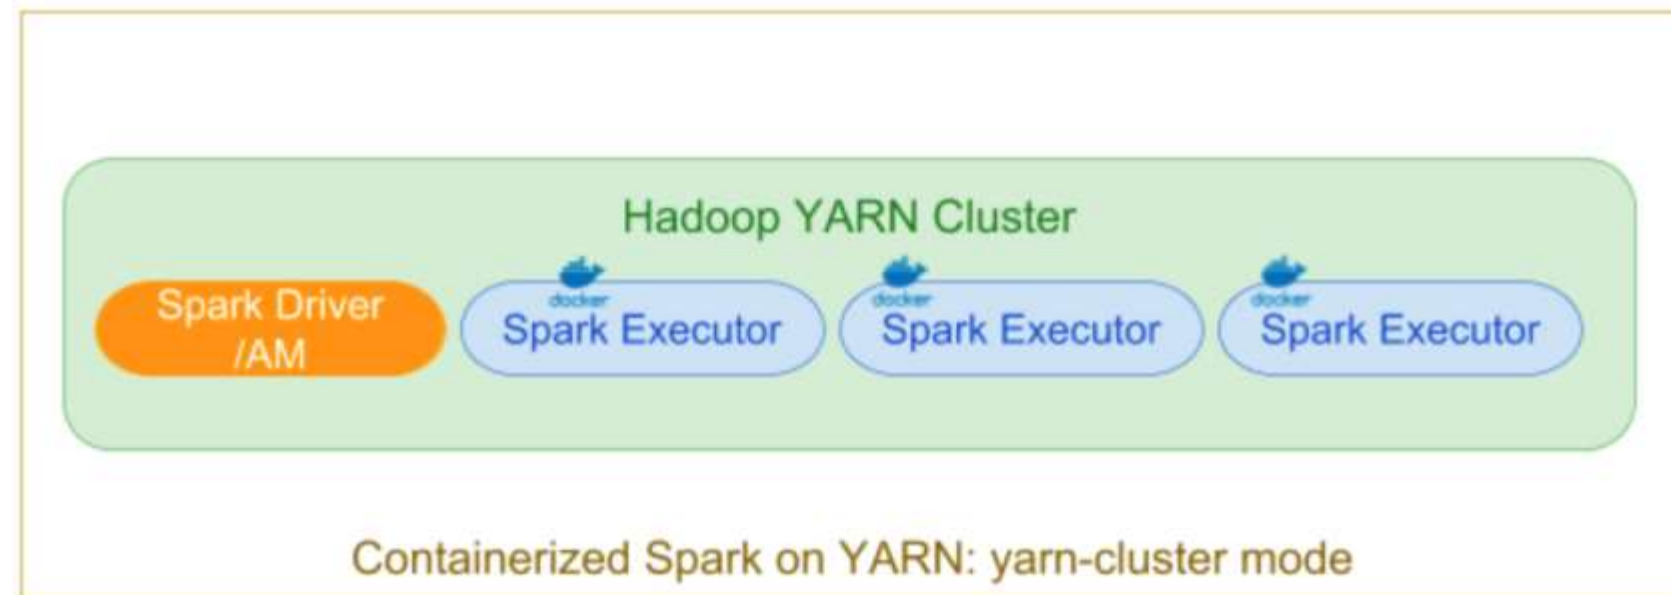 Hadoop YARN Cluster
Spark Driver
/AM
docker
Spark Executor
docker
Spark Executor
docker
Spark Executor
Containerized Spark on YARN: yarn-cluster mode